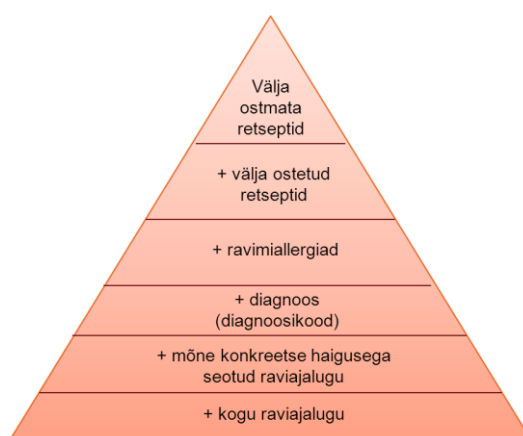 Välja
ostmata
retseptid
+ välja ostetud
retseptid
+ ravimiallergiad
+ diagnoos
(diagnoosikood)
+ mõne konkreetse haigusega
seotud raviajalugu
+ kogu raviajalugu